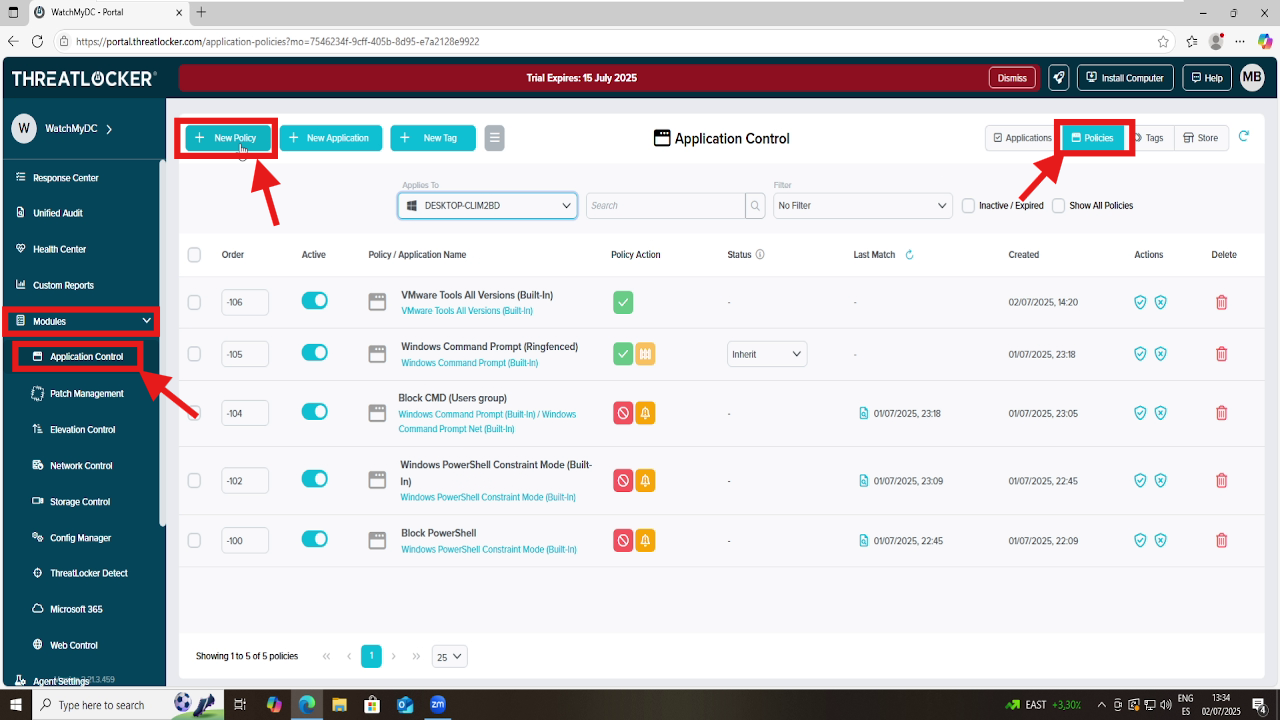 WatchMyDC - Portal
https://portal.threatlocker.com/application-policies?mo=7546234f-9cff-405b-8d95-e7a2128e9922
THREATLOCKER
Trial Expires: 15 July 2025
Dismiss
Install Computer
Help
MB
W
WatchMyDC
New Policy
New Application
New Tag
Application Control
Applications
Policies
Tags
Store
Response Center
Unified Audit
Health Center
Custom Reports
Modules
Application Control
Patch Management
Elevation Control
Network Control
Storage Control
Config Manager
ThreatLocker Detect
Microsoft 365
Web Control
Agent Settings
Applies To
Filter
DESKTOP-CLIM2BD
Search
No Filter
Inactive / Expired
Show All Policies
Order
Active
Policy / Application Name
Policy Action
Status
Last Match
Created
Actions
Delete
-106
VMware Tools All Versions (Built-In)
VMware Tools All Versions (Built-In)
-
-
02/07/2025, 14:20
-105
Windows Command Prompt (Ringfenced)
Windows Command Prompt (Built-In)
Inherit
-
01/07/2025, 23:18
-104
Block CMD (Users group)
Windows Command Prompt (Built-In) / Windows
Command Prompt Net (Built-In)
-
01/07/2025, 23:18
01/07/2025, 23:05
-102
Windows PowerShell Constraint Mode (Built-
In)
Windows PowerShell Constraint Mode (Built-In)
-
01/07/2025, 23:09
01/07/2025, 22:45
-100
Block PowerShell
Windows PowerShell Constraint Mode (Built-In)
-
01/07/2025, 22:45
01/07/2025, 22:09
Showing 1 to 5 of 5 policies
1
25
Type here to search
zm
EAST +3,30%
ENG
ES
13:34
02/07/2025